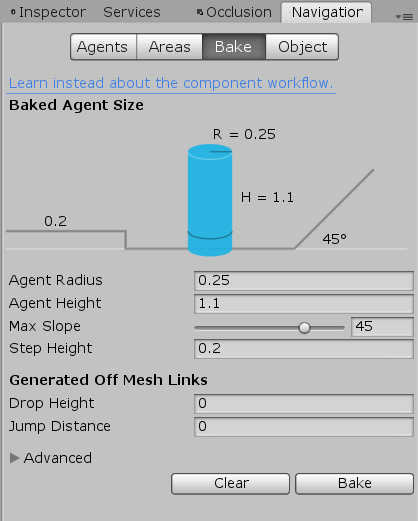 Inspector Services Occlusion Navigation
Agents Areas Bake Object
Learn instead about the component workflow.
Baked Agent Size
R = 0.25
H = 1.1
0.2
45°
Agent Radius 0.25
Agent Height 1.1
Max Slope 45
Step Height 0.2
Generated Off Mesh Links
Drop Height 0
Jump Distance 0
Advanced
Clear Bake